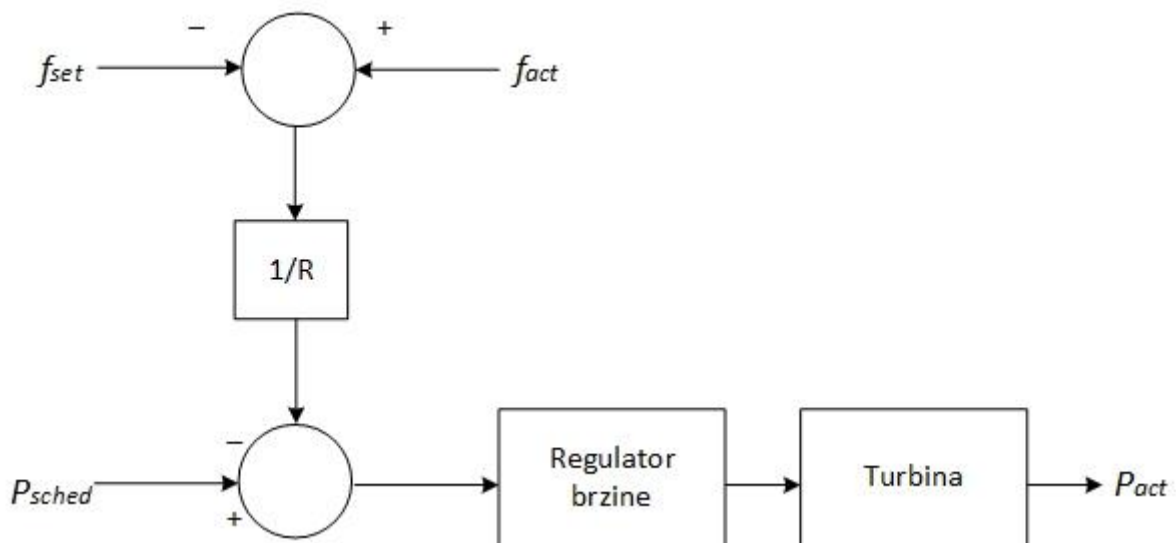 – +
fset fact
1/R
–
Psched
+
Regulator
brzine
Turbina
Pact